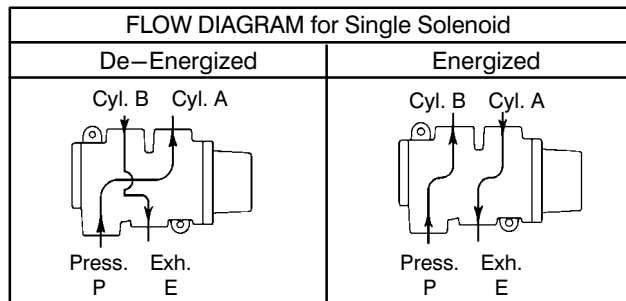 FLOW DIAGRAM for Single Solenoid
De–Energized
Energized
Cyl. B Cyl. A
Cyl. B Cyl. A
Press. Exh.
P E
Press. Exh.
P E